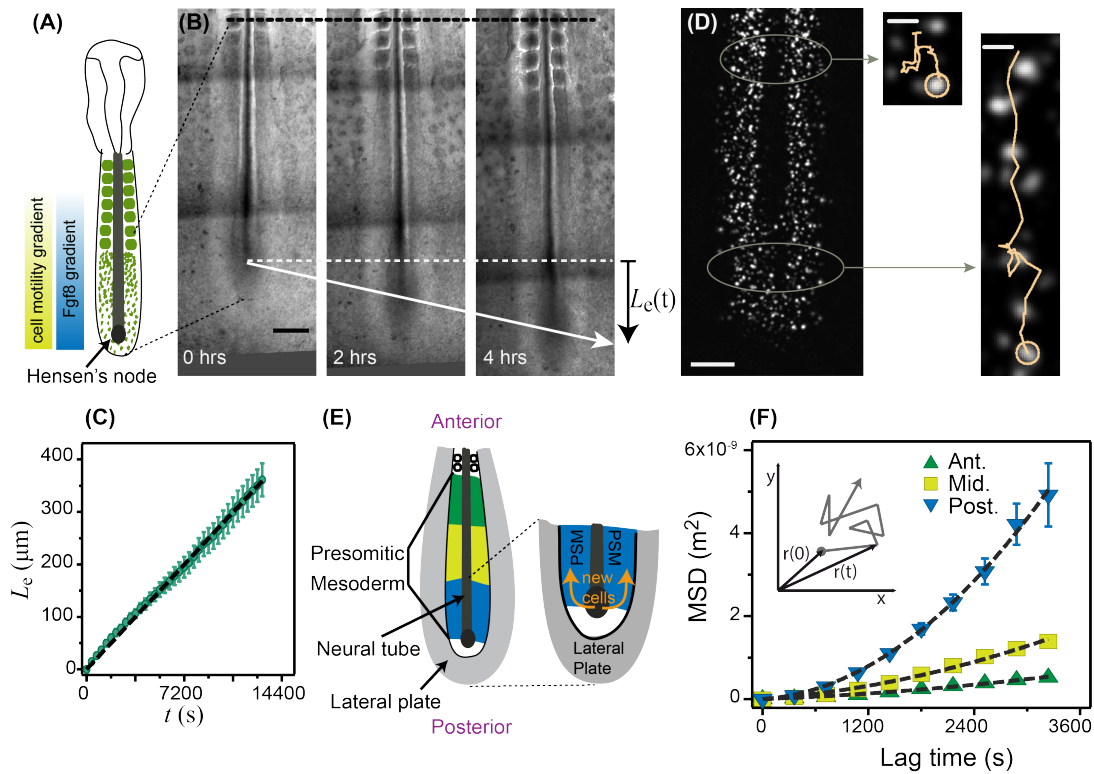 (A)
cell motility gradient
Fgf8 gradient
Hensen's node
(B)
0 hrs
2 hrs
4 hrs
Lₑ(t)
(C)
400
300
200
100
0
Lₑ (µm)
0
7200
14400
t (s)
(D)
(E)
Anterior
Presomitic
Mesoderm
Neural tube
Lateral plate
Posterior
PSM
PSM
new
cells
Lateral
Plate
(F)
6x10⁻⁹
4
2
0
MSD (m²)
Ant.
Mid.
Post.
y
r(0)
r(t)
x
0
1200
2400
3600
Lag time (s)